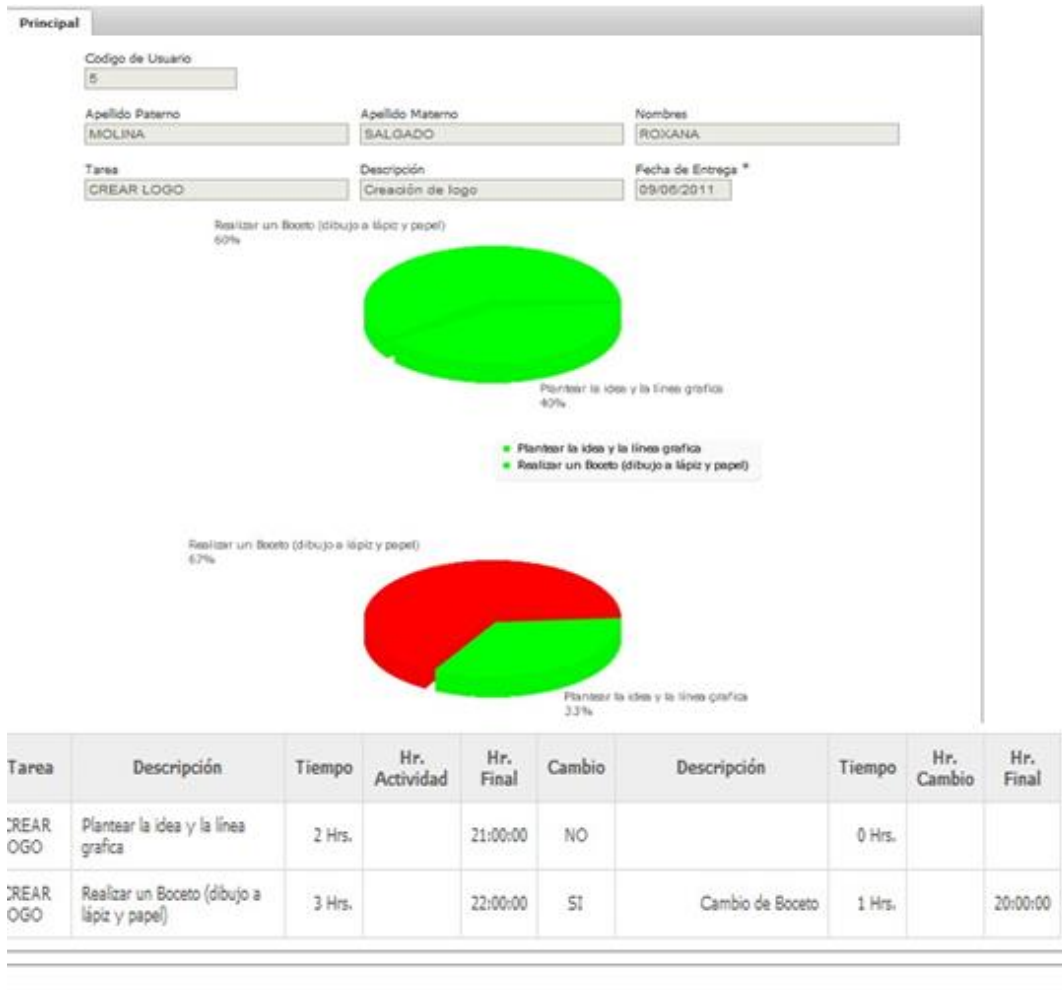 Principal
Codigo de Usuario
5
Apellido Paterno Apellido Materno Nombres
MOLINA SALGADO ROXANA
Tarea Descripción Fecha de Entrega *
CREAR LOGO Creación de logo 09/06/2011
Realizar un Boceto (dibujo a lápiz y papel)
60%
Plantear la idea y la línea grafica
40%
Plantear la idea y la línea grafica
Realizar un Boceto (dibujo a lápiz y papel)
Realizar un Boceto (dibujo a lápiz y papel)
67%
Plantear la idea y la línea grafica
33%
Tarea Descripción Tiempo Hr. Actividad Hr. Final Cambio Descripción Tiempo Hr. Cambio Hr. Final
CREAR Plantear la idea y la línea 2 Hrs. 21:00:00 NO 0 Hrs.
OGO grafica
CREAR Realizar un Boceto (dibujo a 3 Hrs. 22:00:00 SI Cambio de Boceto 1 Hrs. 20:00:00
OGO lápiz y papel)